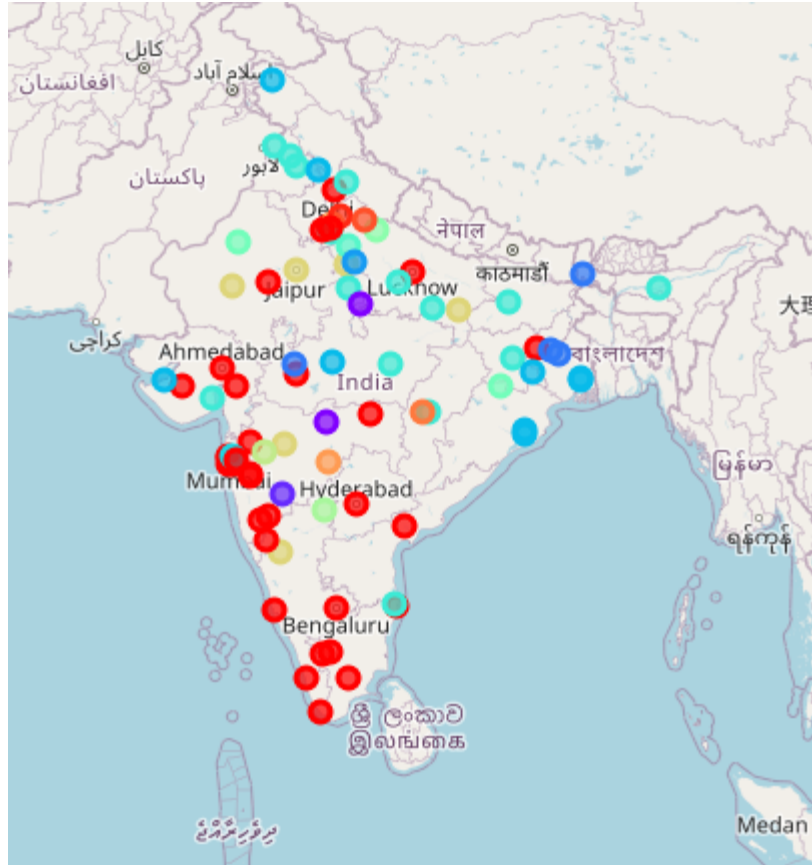 کابل
افغانستان
اسلام آباد
پاکستان
لاہور
Delhi
नेपाल
काठमाडौँ
Jaipur
Lucknow
کراچی
Ahmedabad
বাংলাদেশ
大理
India
Mumbai
Hyderabad
မြန်မာ
ရန်ကုန်
Bengaluru
ශ්‍රී ලංකාව
இலங்கை
Medan
ދިވެހިރާއްޖެ